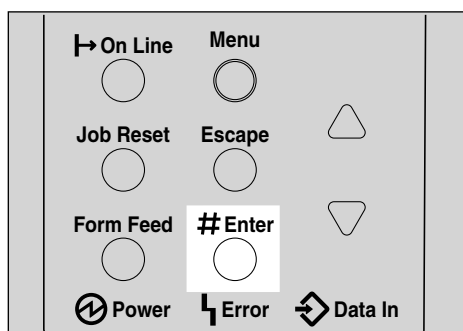 On Line Menu
Job Reset Escape
Form Feed # Enter
Power Error Data In